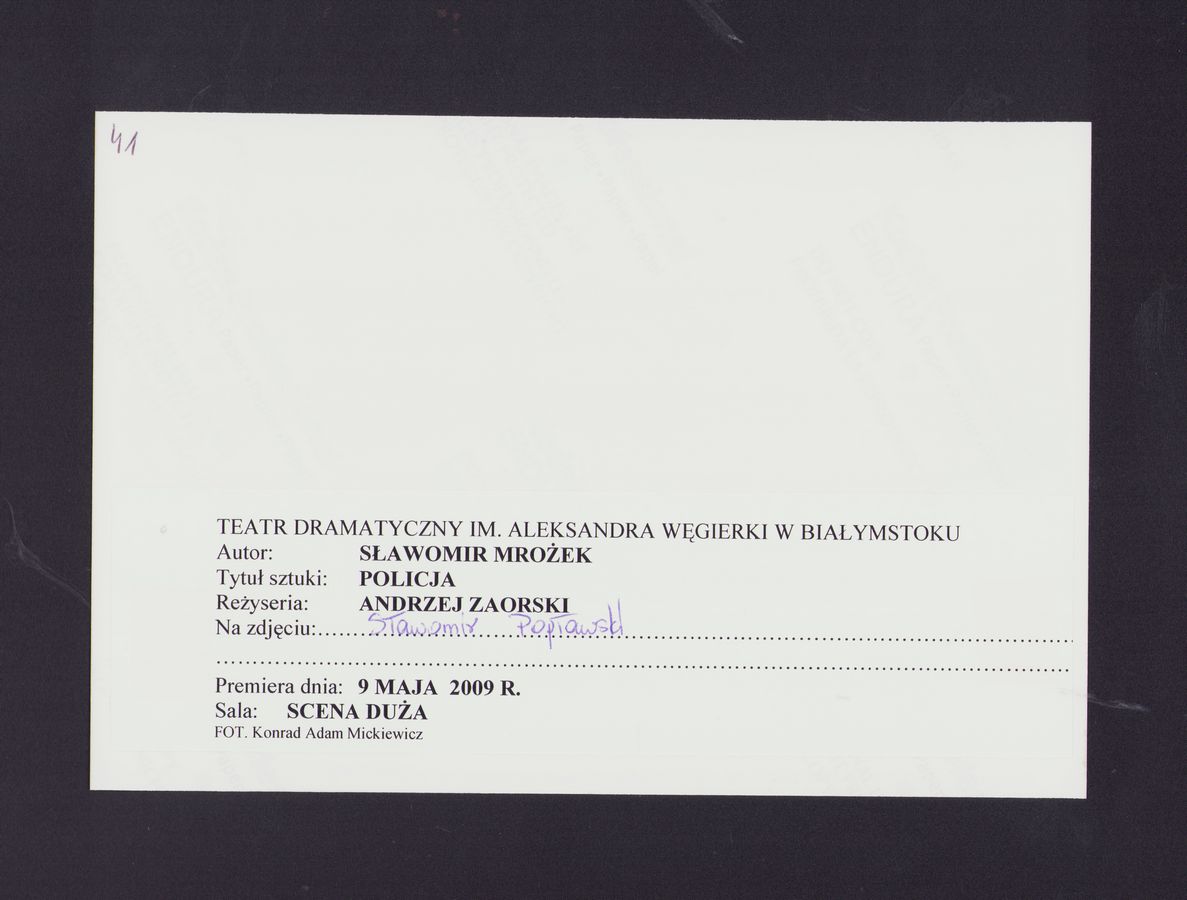 41
TEATR DRAMATYCZNY IM. ALEKSANDRA WĘGIERKI W BIAŁYMSTOKU
Autor: SŁAWOMIR MROŻEK
Tytuł sztuki: POLICJA
Reżyseria: ANDRZEJ ZAORSKI
Na zdjęciu:.....Sławomir Popławski.....
.....
Premiera dnia: 9 MAJA 2009 R.
Sala: SCENA DUŻA
FOT. Konrad Adam Mickiewicz